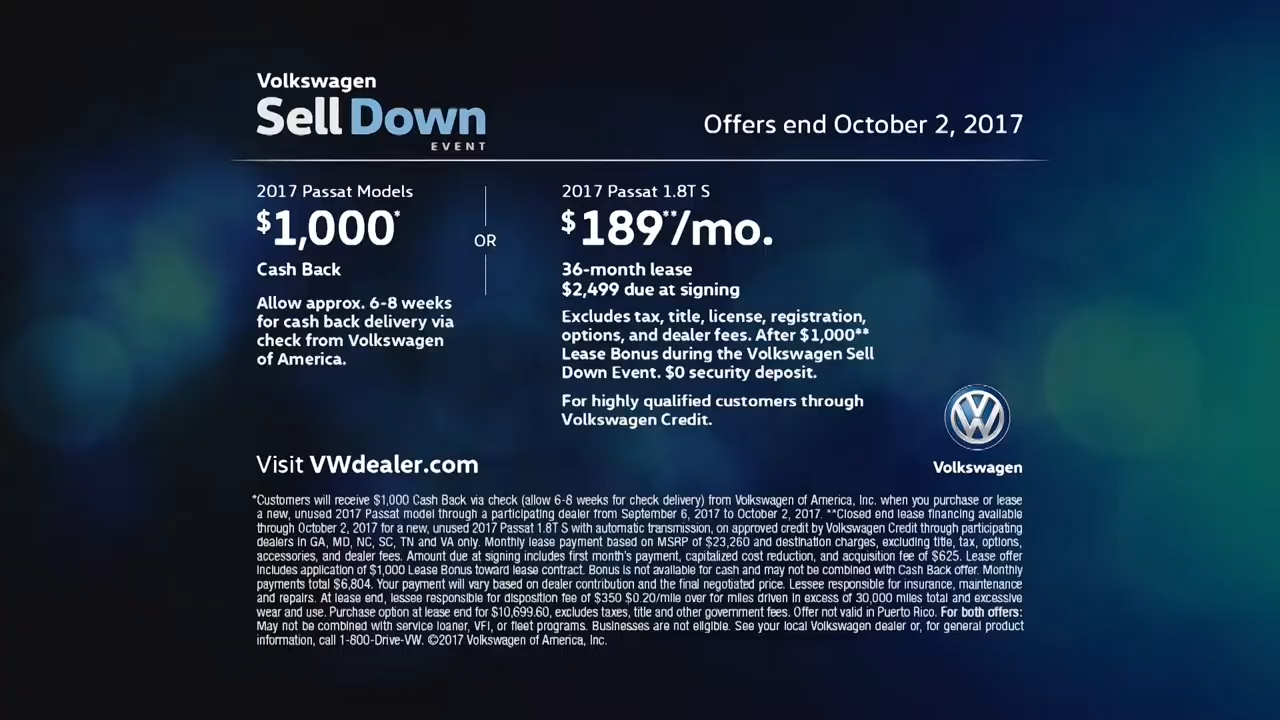 Volkswagen
Sell Down
EVENT
Offers end October 2, 2017
2017 Passat Models
$1,000*
Cash Back
Allow approx. 6-8 weeks
for cash back delivery via
check from Volkswagen
of America.
OR
2017 Passat 1.8T S
$189**/mo.
36-month lease
$2,499 due at signing
Excludes tax, title, license, registration,
options, and dealer fees. After $1,000**
Lease Bonus during the Volkswagen Sell
Down Event. $0 security deposit.
For highly qualified customers through
Volkswagen Credit.
Volkswagen
Visit VWdealer.com
*Customers will receive $1,000 Cash Back via check (allow 6-8 weeks for check delivery) from Volkswagen of America, Inc. when you purchase or lease
a new, unused 2017 Passat model through a participating dealer from September 6, 2017 to October 2, 2017. **Closed end lease financing available
through October 2, 2017 for a new, unused 2017 Passat 1.8T S with automatic transmission, on approved credit by Volkswagen Credit through participating
dealers in GA, MD, NC, SC, TN and VA only. Monthly lease payment based on MSRP of $23,260 and destination charges, excluding title, tax, options,
accessories, and dealer fees. Amount due at signing includes first month's payment, capitalized cost reduction, and acquisition fee of $625. Lease offer
includes application of $1,000 Lease Bonus toward lease contract. Bonus is not available for cash and may not be combined with Cash Back offer. Monthly
payments total $6,804. Your payment will vary based on dealer contribution and the final negotiated price. Lessee responsible for insurance, maintenance
and repairs. At lease end, lessee responsible for disposition fee of $350 $0.20/mile over for miles driven in excess of 30,000 miles total and excessive
wear and use. Purchase option at lease end for $10,699.60, excludes taxes, title and other government fees. Offer not valid in Puerto Rico. For both offers:
May not be combined with service loaner, VFI, or fleet programs. Businesses are not eligible. See your local Volkswagen dealer or, for general product
information, call 1-800-Drive-VW. ©2017 Volkswagen of America, Inc.